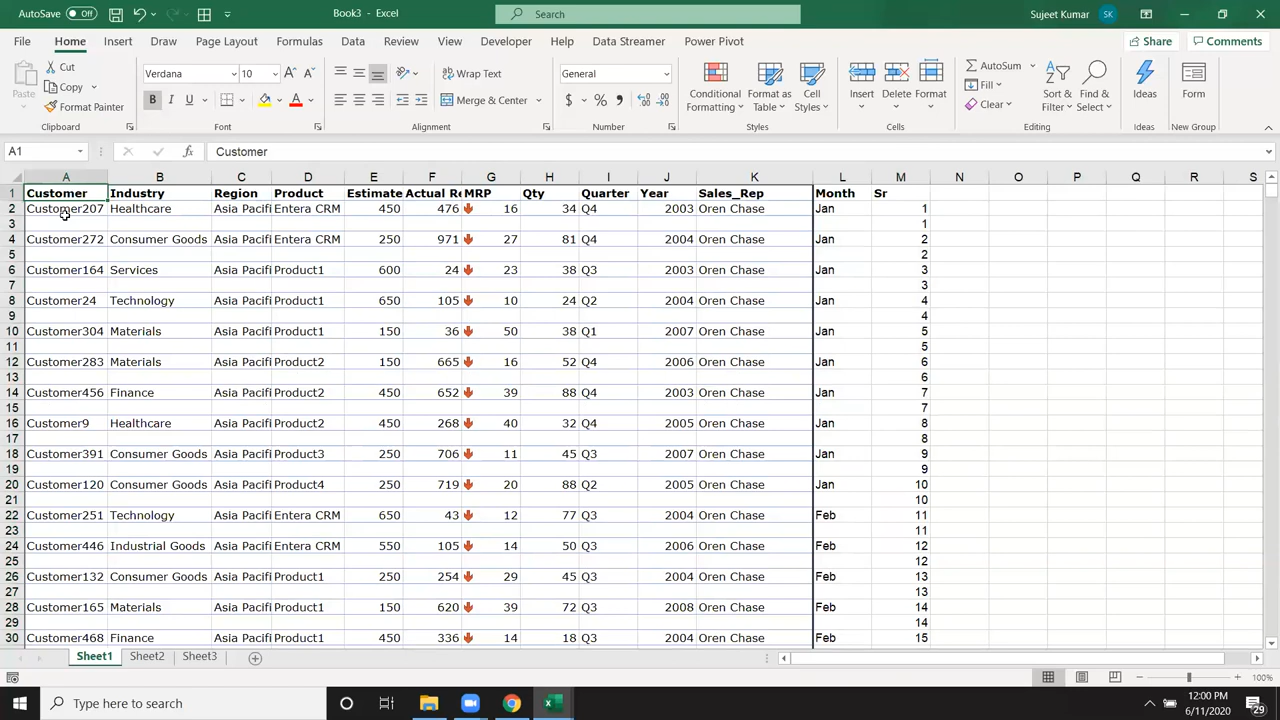 AutoSave Off Book3 - Excel Search Sujeet Kumar SK
File Home Insert Draw Page Layout Formulas Data Review View Developer Help Data Streamer Power Pivot Share Comments
Paste Cut Copy Format Painter Verdana 10 Wrap Text Merge & Center General Conditional Formatting Format as Table Cell Styles Insert Delete Format AutoSum Fill Clear Sort & Filter Find & Select Ideas Form
Clipboard Font Alignment Number Styles Cells Editing Ideas New Group
A1 fx Customer
A B C D E F G H I J K L M N O P Q R S
1 Customer Industry Region Product Estimate Actual Re MRP Qty Quarter Year Sales_Rep Month Sr
2 Customer207 Healthcare Asia Pacifi Entera CRM 450 476 16 34 Q4 2003 Oren Chase Jan 1
3 1
4 Customer272 Consumer Goods Asia Pacifi Entera CRM 250 971 27 81 Q4 2004 Oren Chase Jan 2
5 2
6 Customer164 Services Asia Pacifi Product1 600 24 23 38 Q3 2003 Oren Chase Jan 3
7 3
8 Customer24 Technology Asia Pacifi Product1 650 105 10 24 Q2 2004 Oren Chase Jan 4
9 4
10 Customer304 Materials Asia Pacifi Product1 150 36 50 38 Q1 2007 Oren Chase Jan 5
11 5
12 Customer283 Materials Asia Pacifi Product2 150 665 16 52 Q4 2006 Oren Chase Jan 6
13 6
14 Customer456 Finance Asia Pacifi Product2 450 652 39 88 Q4 2003 Oren Chase Jan 7
15 7
16 Customer9 Healthcare Asia Pacifi Product2 450 268 40 32 Q4 2005 Oren Chase Jan 8
17 8
18 Customer391 Consumer Goods Asia Pacifi Product3 250 706 11 45 Q3 2007 Oren Chase Jan 9
19 9
20 Customer120 Consumer Goods Asia Pacifi Product4 250 719 20 88 Q2 2005 Oren Chase Jan 10
21 10
22 Customer251 Technology Asia Pacifi Entera CRM 650 43 12 77 Q3 2004 Oren Chase Feb 11
23 11
24 Customer446 Industrial Goods Asia Pacifi Entera CRM 550 105 14 50 Q3 2006 Oren Chase Feb 12
25 12
26 Customer132 Consumer Goods Asia Pacifi Product1 250 254 29 45 Q3 2004 Oren Chase Feb 13
27 13
28 Customer165 Materials Asia Pacifi Product1 150 620 39 72 Q3 2008 Oren Chase Feb 14
29 14
30 Customer468 Finance Asia Pacifi Product1 450 336 14 18 Q3 2004 Oren Chase Feb 15
Sheet1 Sheet2 Sheet3
100%
Type here to search 12:00 PM
6/11/2020 29